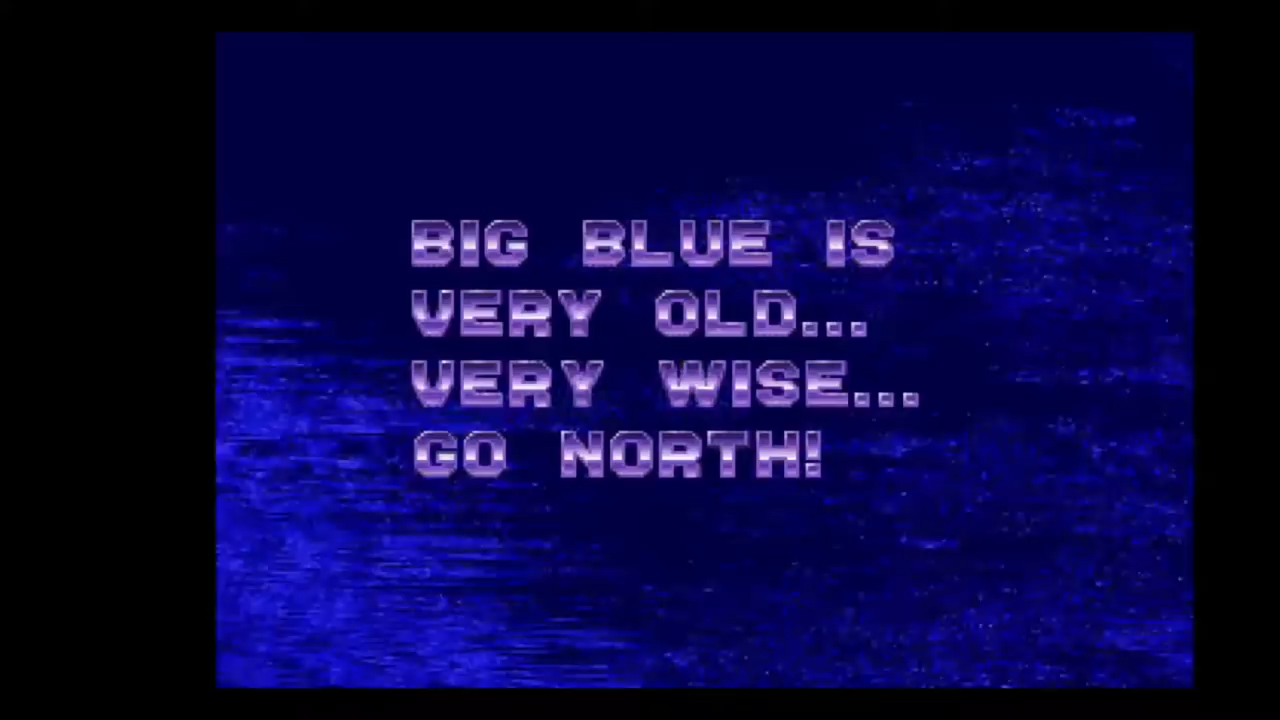 BIG BLUE IS
VERY OLD...
VERY WISE...
GO NORTH!